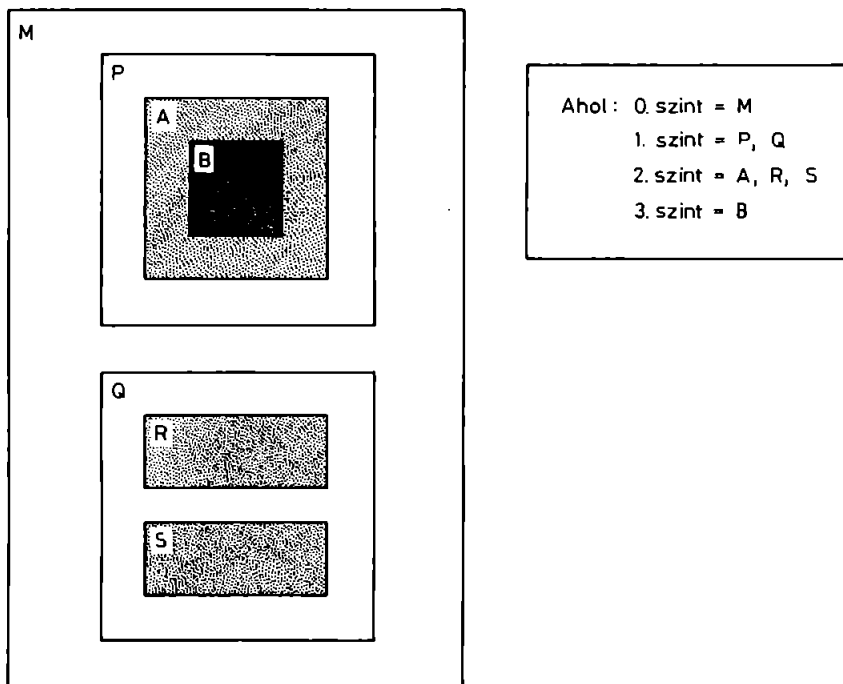 M
P
A
B
Q
R
S
Ahol: 0. szint = M
1. szint = P, Q
2. szint = A, R, S
3. szint = B